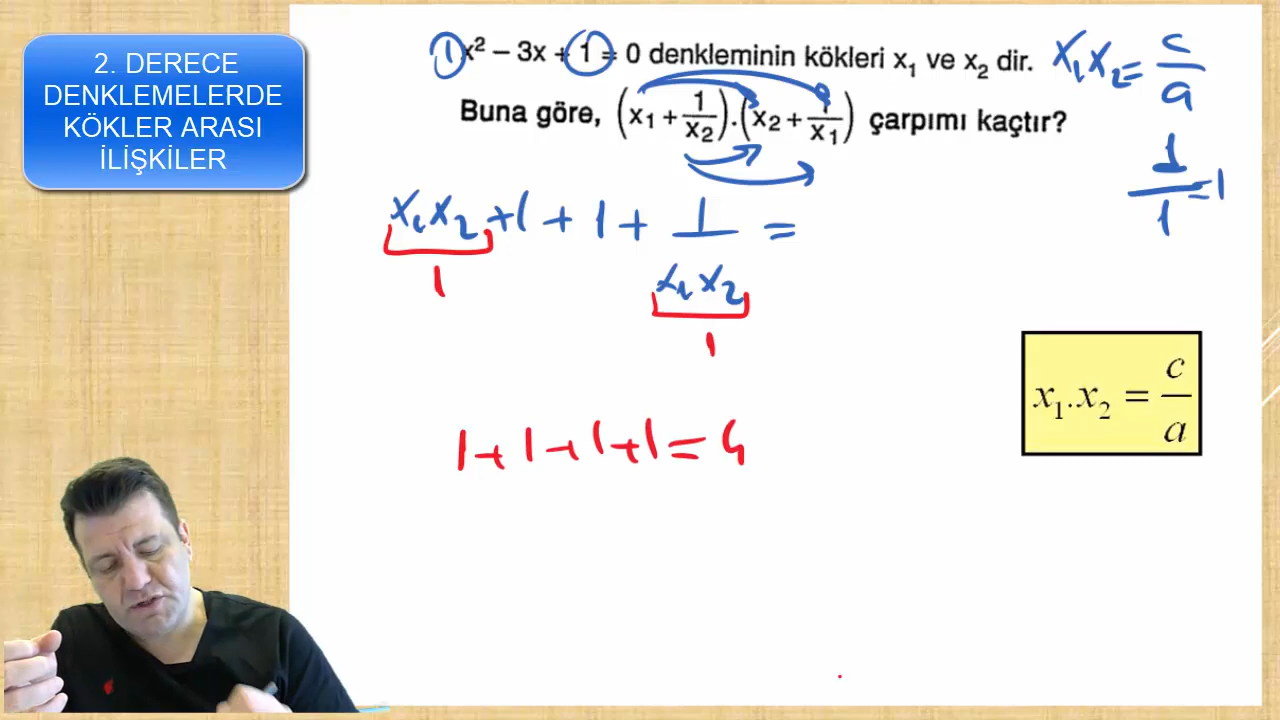 2. DERECE
DENKLEMELERDE
KÖKLER ARASI
İLİŞKİLER
1x² – 3x + 1 = 0 denkleminin kökleri x₁ ve x₂ dir.
Buna göre, (x₁ + 1/x₂).(x₂ + 1/x₁) çarpımı kaçtır?
x₁x₂ = c/a
1/1 = 1
x₁x₂ + 1 + 1 + 1/x₁x₂ =
1
1
1+1+1+1=4
x₁.x₂ = c/a